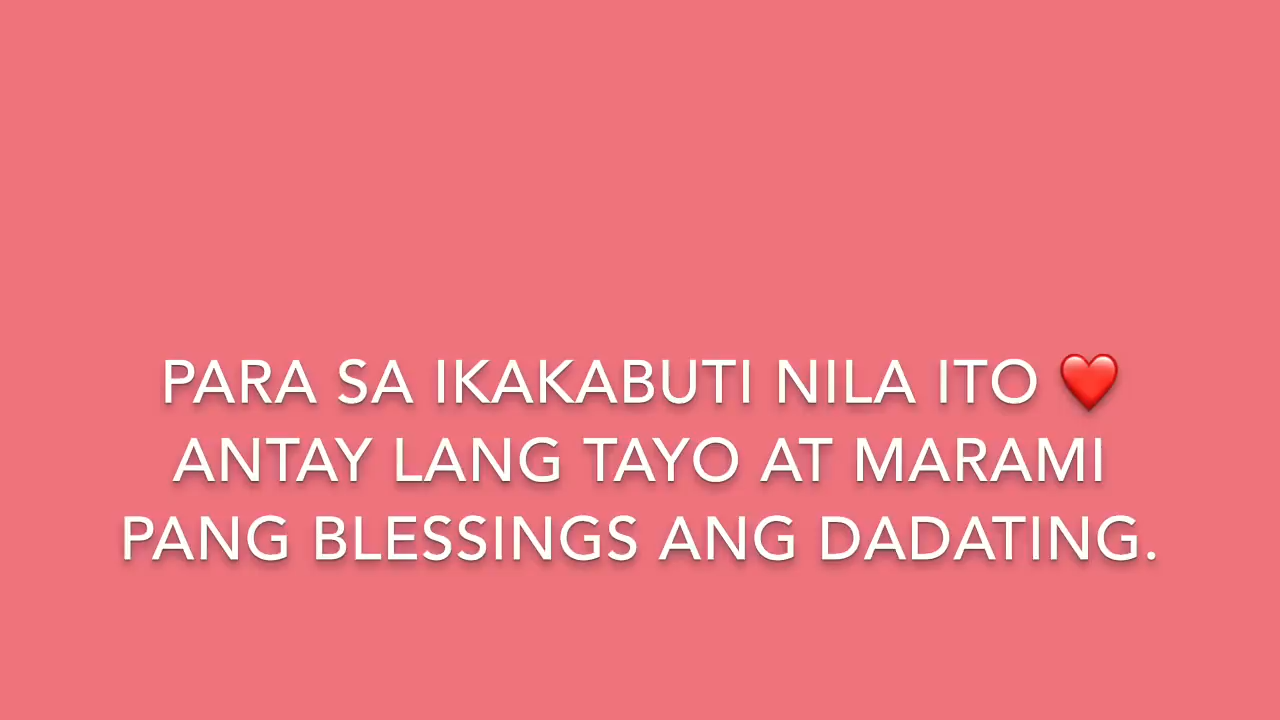 PARA SA IKAKABUTI NILA ITO ❤️
ANTAY LANG TAYO AT MARAMI
PANG BLESSINGS ANG DADATING.